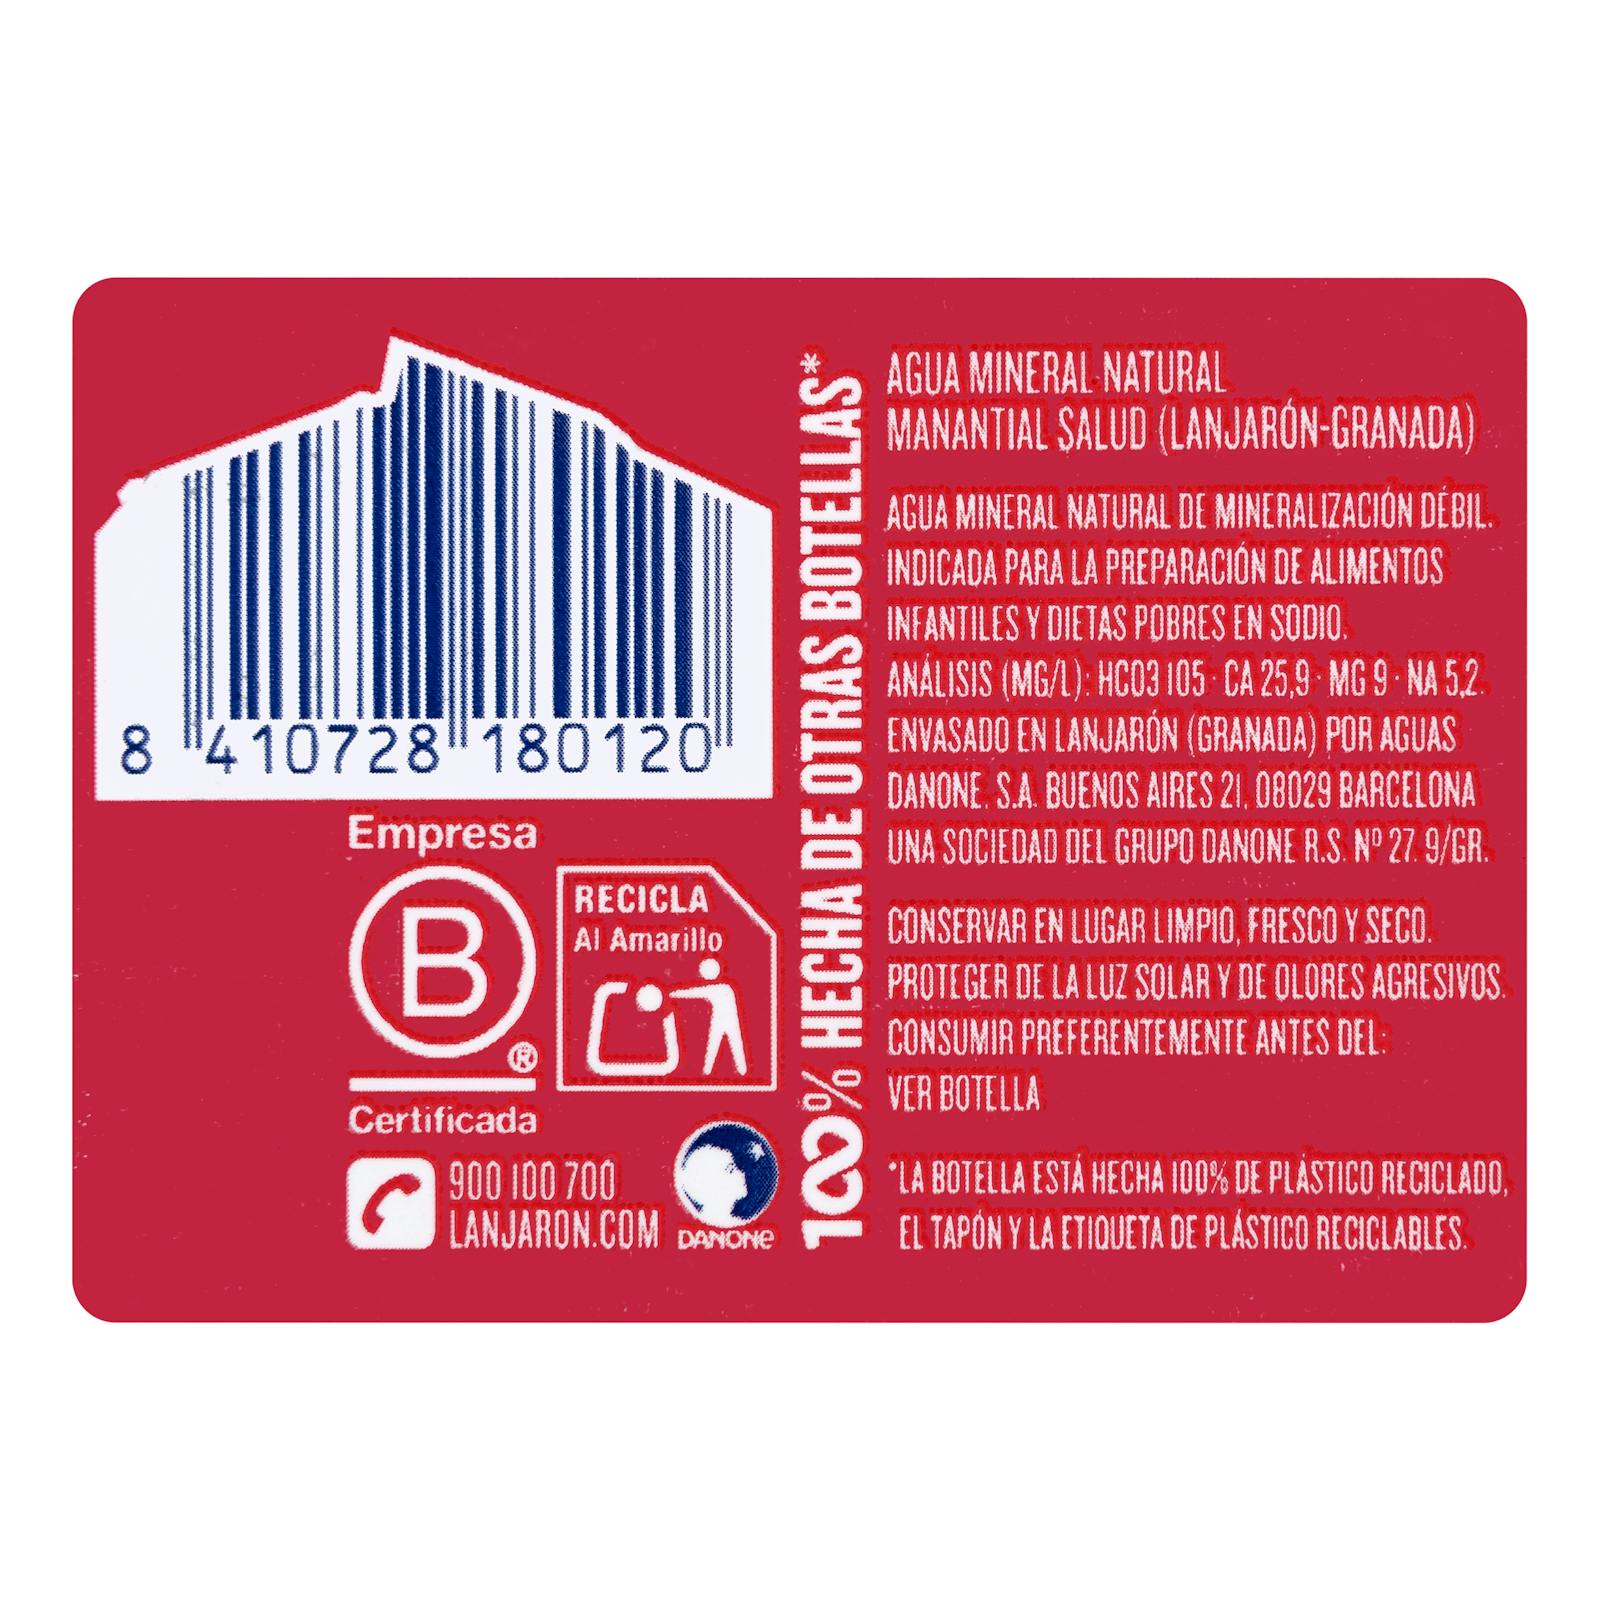 8 410728 180120
Empresa
B
®
Certificada
RECICLA
Al Amarillo
900 100 700
LANJARON.COM
DANONE
100% HECHA DE OTRAS BOTELLAS*
AGUA MINERAL NATURAL
MANANTIAL SALUD (LANJARÓN-GRANADA)
AGUA MINERAL NATURAL DE MINERALIZACIÓN DÉBIL.
INDICADA PARA LA PREPARACIÓN DE ALIMENTOS
INFANTILES Y DIETAS POBRES EN SODIO.
ANÁLISIS (MG/L): HCO3 105 · CA 25,9 · MG 9 · NA 5,2.
ENVASADO EN LANJARÓN (GRANADA) POR AGUAS
DANONE, S.A. BUENOS AIRES 21, 08029 BARCELONA
UNA SOCIEDAD DEL GRUPO DANONE R.S. Nº 27. 9/GR.
CONSERVAR EN LUGAR LIMPIO, FRESCO Y SECO.
PROTEGER DE LA LUZ SOLAR Y DE OLORES AGRESIVOS.
CONSUMIR PREFERENTEMENTE ANTES DEL:
VER BOTELLA
*LA BOTELLA ESTÁ HECHA 100% DE PLÁSTICO RECICLADO,
EL TAPÓN Y LA ETIQUETA DE PLÁSTICO RECICLABLES.